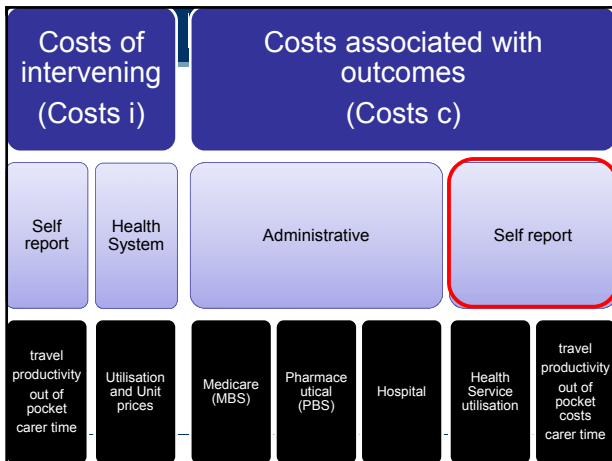 Costs of
intervening
(Costs i)
Costs associated with
outcomes
(Costs c)
Self
report
Health
System
Administrative
Self report
travel
productivity
out of
pocket
carer time
Utilisation
and Unit
prices
Medicare
(MBS)
Pharmace
utical
(PBS)
Hospital
Health
Service
utilisation
travel
productivity
out of
pocket
costs
carer time